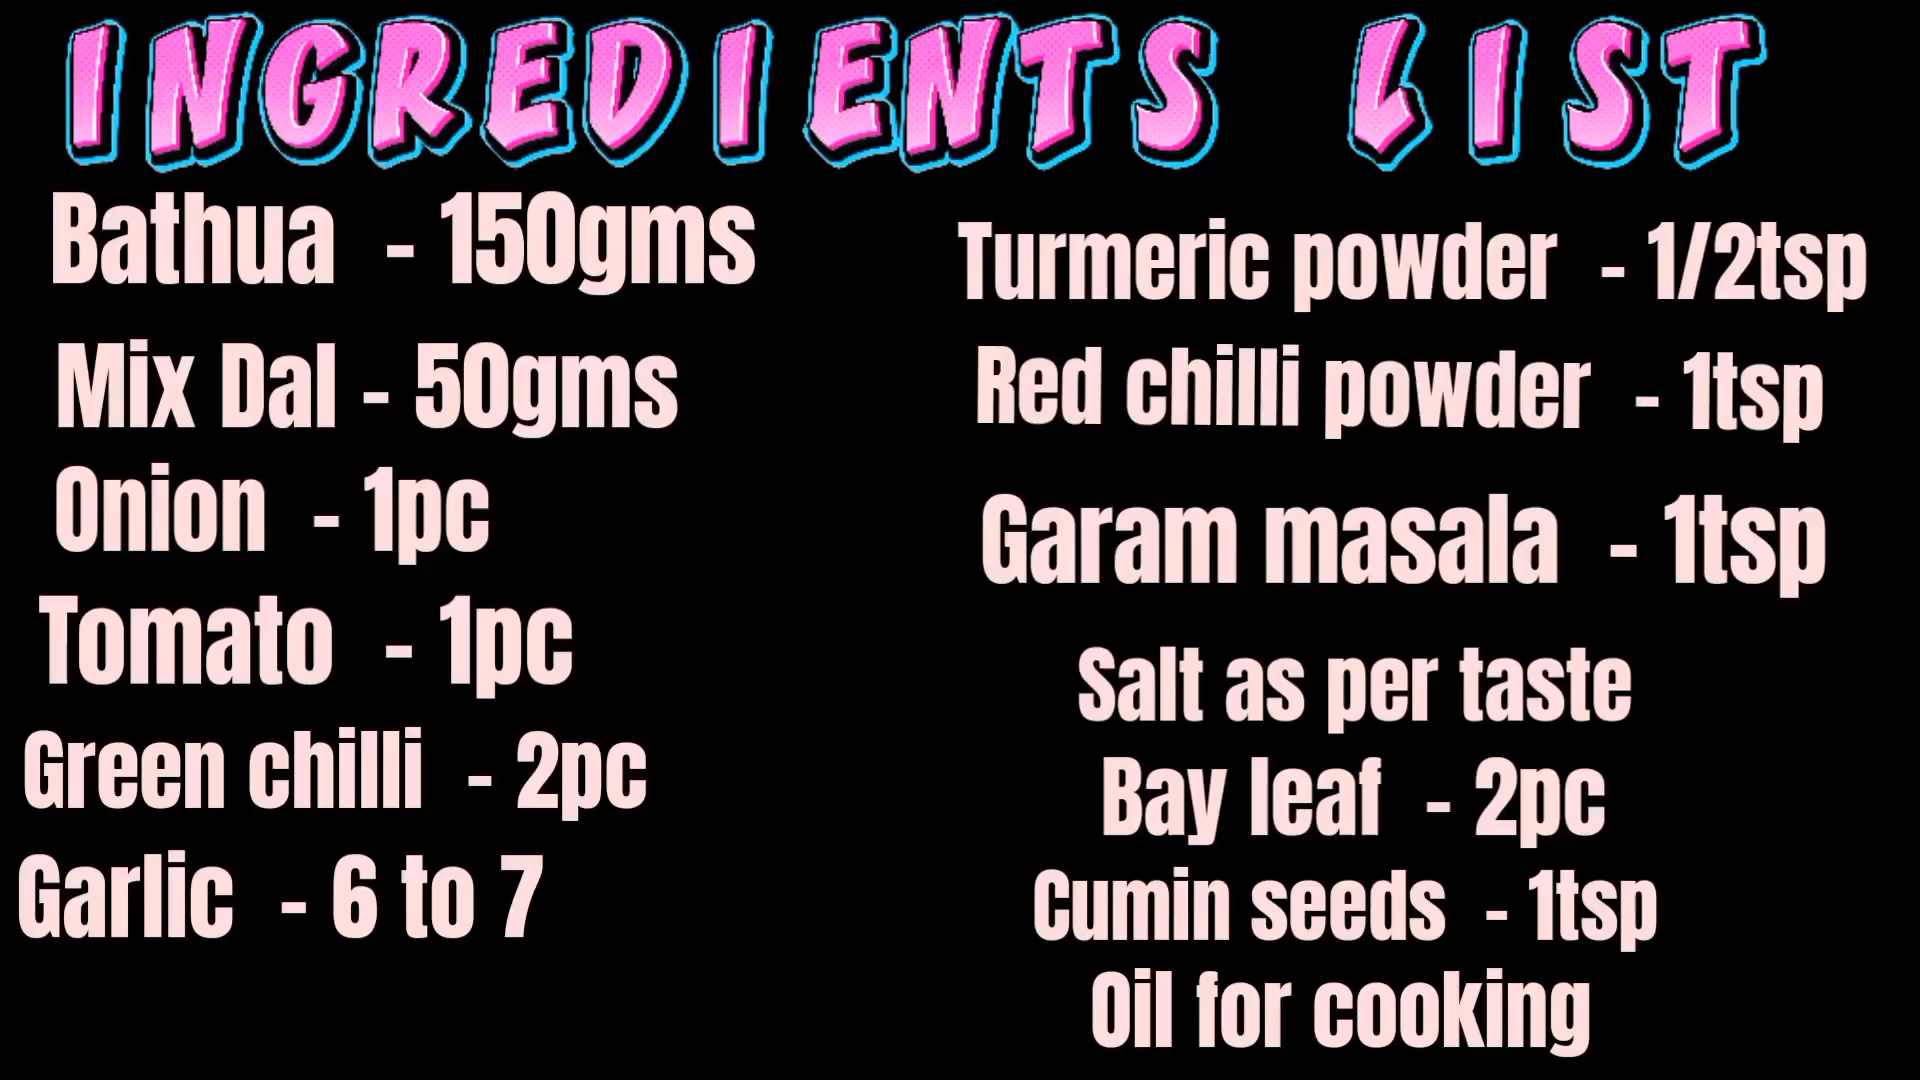 INGREDIENTS LIST
Bathua - 150gms
Mix Dal - 50gms
Onion - 1pc
Tomato - 1pc
Green chilli - 2pc
Garlic - 6 to 7
Turmeric powder - 1/2tsp
Red chilli powder - 1tsp
Garam masala - 1tsp
Salt as per taste
Bay leaf - 2pc
Cumin seeds - 1tsp
Oil for cooking